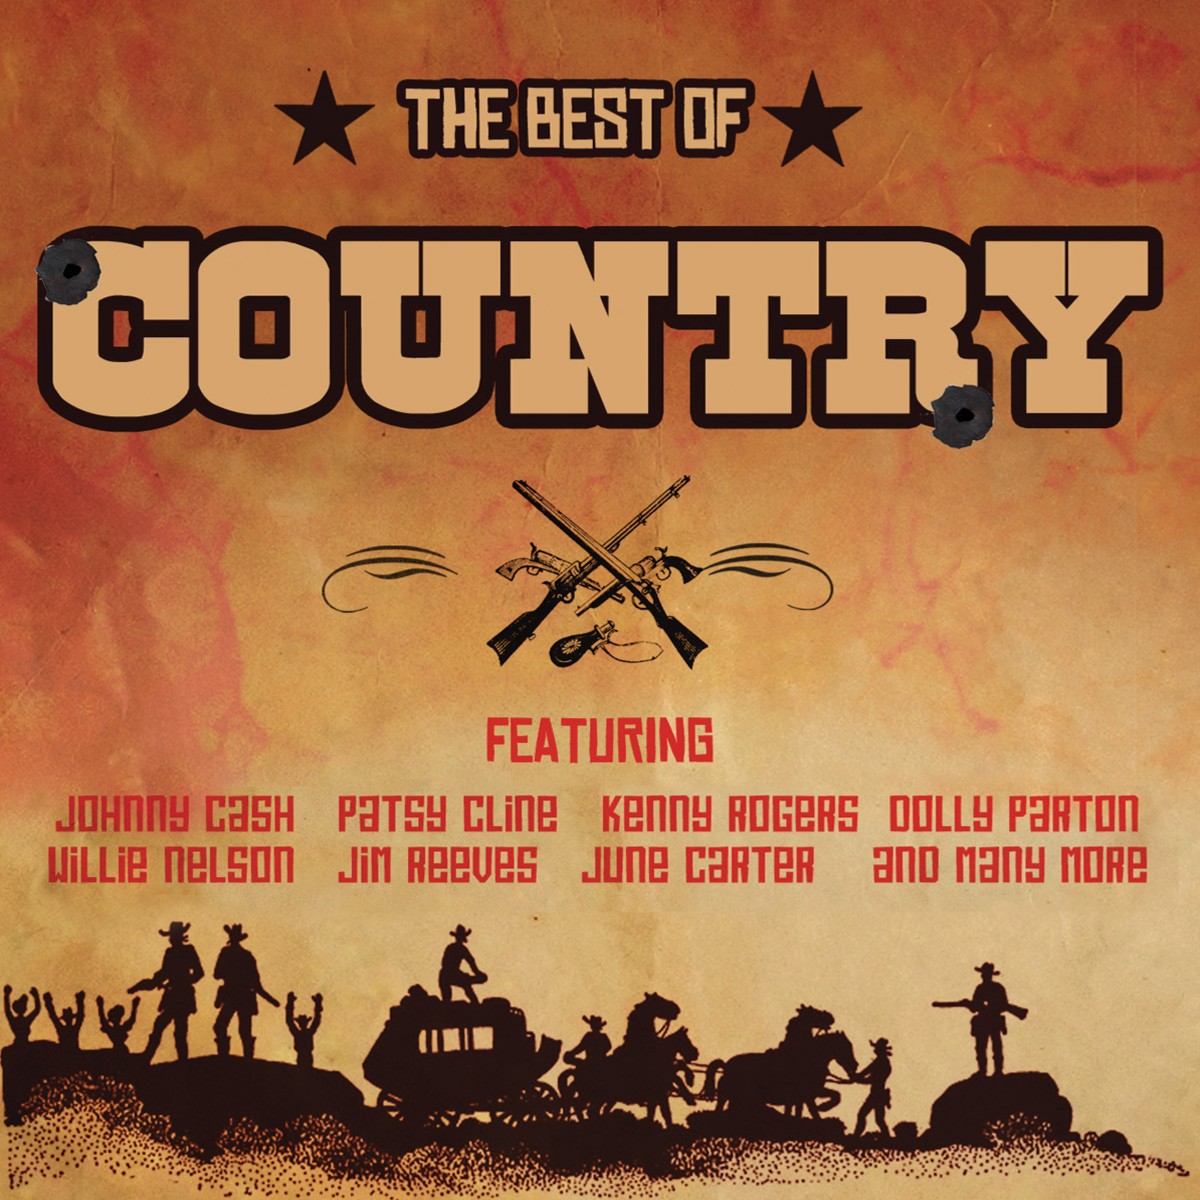 THE BEST OF
COUNTRY
FEATURING
JOHNNY CASH PATSY CLINE KENNY ROGERS DOLLY PARTON
WILLIE NELSON JIM REEVES JUNE CARTER AND MANY MORE